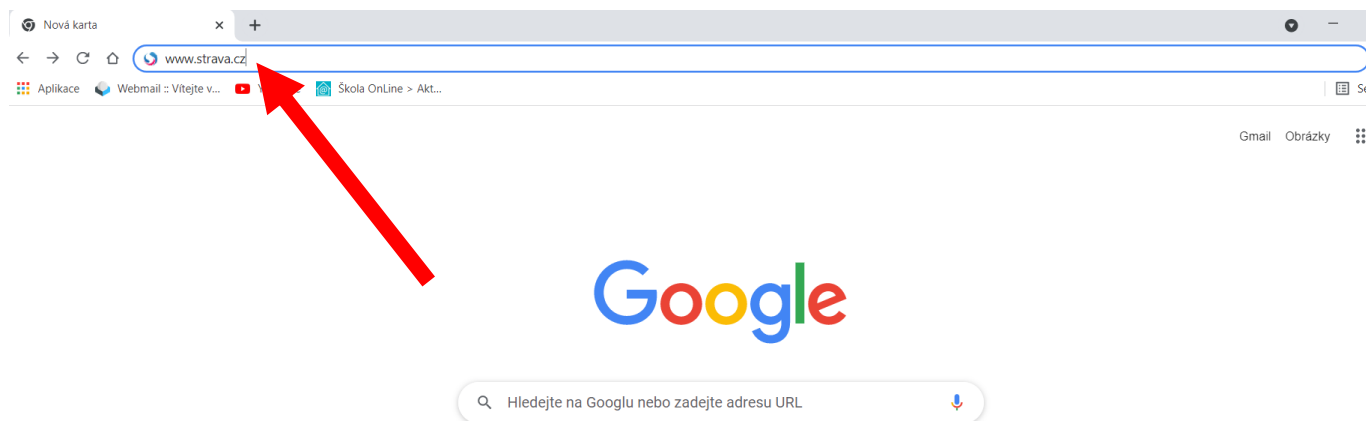 Nová karta
www.strava.cz
Aplikace Webmail :: Vítejte v... Škola OnLine > Akt...
Gmail Obrázky
Google
Hledejte na Googlu nebo zadejte adresu URL